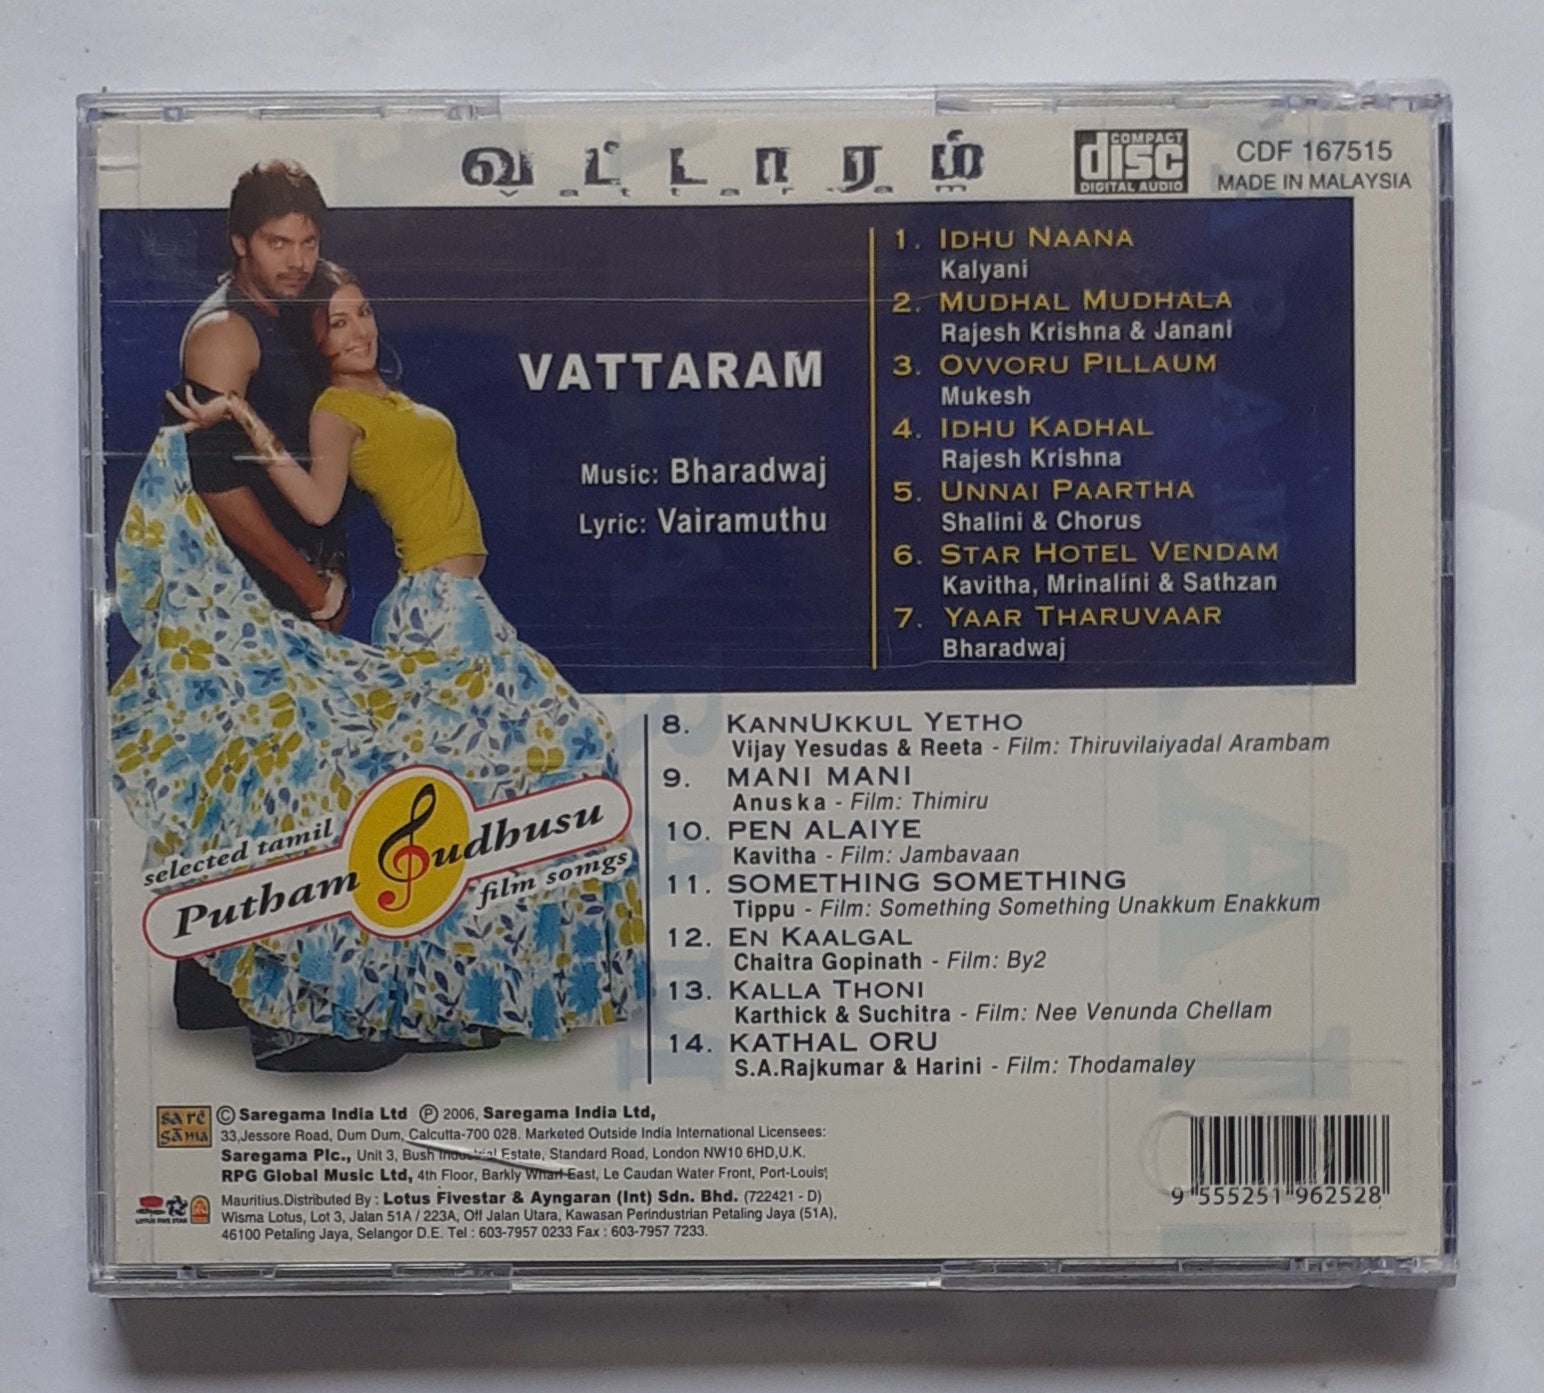 வட்டாரம்
Vattaram
COMPACT
disc
DIGITAL AUDIO
CDF 167515
MADE IN MALAYSIA
VATTARAM
Music: Bharadwaj
Lyric: Vairamuthu
1. IDHU NAANA
Kalyani
2. MUDHAL MUDHALA
Rajesh Krishna & Janani
3. OVVORU PILLAUM
Mukesh
4. IDHU KADHAL
Rajesh Krishna
5. UNNAI PAARTHA
Shalini & Chorus
6. STAR HOTEL VENDAM
Kavitha, Mrinalini & Sathzan
7. YAAR THARUVAAR
Bharadwaj
8. KANNUKKUL YETHO
Vijay Yesudas & Reeta - Film: Thiruvilaiyadal Arambam
9. MANI MANI
Anuska - Film: Thimiru
10. PEN ALAIYE
Kavitha - Film: Jambavaan
11. SOMETHING SOMETHING
Tippu - Film: Something Something Unakkum Enakkum
12. EN KAALGAL
Chaitra Gopinath - Film: By2
13. KALLA THONI
Karthick & Suchitra - Film: Nee Venunda Chellam
14. KATHAL ORU
S.A.Rajkumar & Harini - Film: Thodamaley
selected tamil
Putham Pudhusu
film somgs
sa re
ga ma
© Saregama India Ltd ℗ 2006, Saregama India Ltd,
33,Jessore Road, Dum Dum, Calcutta-700 028. Marketed Outside India International Licensees:
Saregama Plc., Unit 3, Bush Industrial Estate, Standard Road, London NW10 6HD,U.K.
RPG Global Music Ltd, 4th Floor, Barkly Wharf East, Le Caudan Water Front, Port-Louis,
Mauritius.Distributed By : Lotus Fivestar & Ayngaran (Int) Sdn. Bhd. (722421 - D)
Wisma Lotus, Lot 3, Jalan 51A / 223A, Off Jalan Utara, Kawasan Perindustrian Petaling Jaya (51A),
46100 Petaling Jaya, Selangor D.E. Tel : 603-7957 0233 Fax : 603-7957 7233.
LOTUS FIVE STAR
9 555251 962528